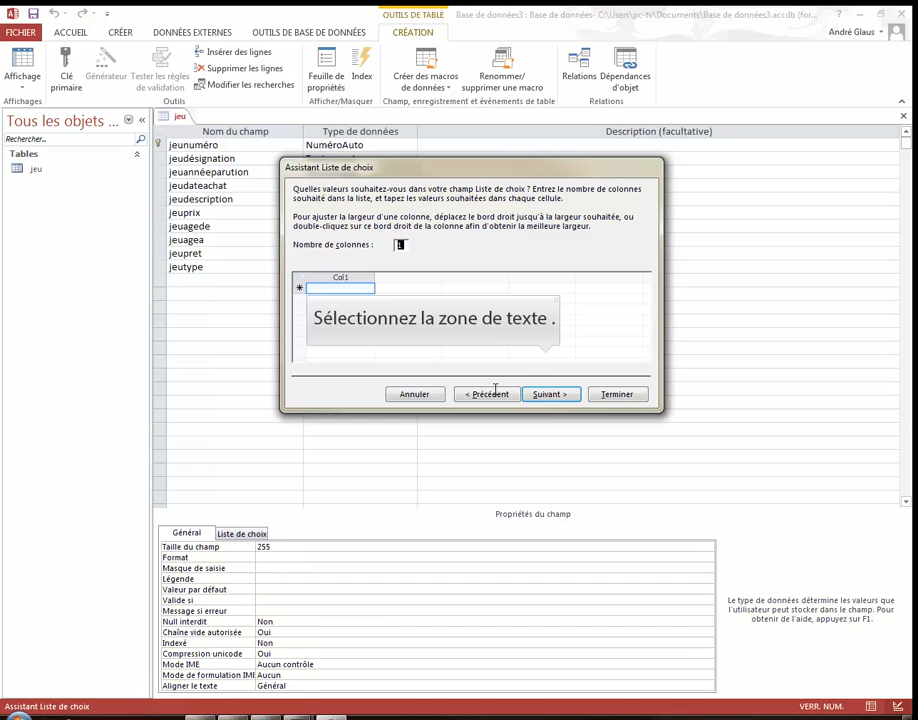 OUTILS DE TABLE
Base de données3 : Base de données- C:\Users\pc-tv\Documents\Base de données3.accdb (for...
FICHIER
ACCUEIL
CRÉER
DONNÉES EXTERNES
OUTILS DE BASE DE DONNÉES
CRÉATION
André Glaus
Affichage
Clé primaire
Générateur
Tester les règles de validation
Insérer des lignes
Supprimer les lignes
Modifier les recherches
Feuille de propriétés
Index
Créer des macros de données
Renommer/ supprimer une macro
Relations
Dépendances d'objet
Affichages
Outils
Afficher/Masquer
Champ, enregistrement et événements de table
Relations
Tous les objets ...
Rechercher...
Tables
jeu
jeu
Nom du champ
Type de données
Description (facultative)
jeunuméro
NuméroAuto
jeudésignation
jeuannéeparution
jeudateachat
jeudescription
jeuprix
jeuagede
jeuagea
jeupret
jeutype
Assistant Liste de choix
Quelles valeurs souhaitez-vous dans votre champ Liste de choix ? Entrez le nombre de colonnes
souhaité dans la liste, et tapez les valeurs souhaitées dans chaque cellule.
Pour ajuster la largeur d'une colonne, déplacez le bord droit jusqu'à la largeur souhaitée, ou
double-cliquez sur ce bord droit de la colonne afin d'obtenir la meilleure largeur.
Nombre de colonnes :
1
Col1
Sélectionnez la zone de texte .
Annuler
< Précédent
Suivant >
Terminer
Propriétés du champ
Général
Liste de choix
Taille du champ 255
Format
Masque de saisie
Légende
Valeur par défaut
Valide si
Message si erreur
Null interdit Non
Chaîne vide autorisée Oui
Indexé Non
Compression unicode Oui
Mode IME Aucun contrôle
Mode de formulation IME Aucun
Aligner le texte Général
Le type de données détermine les valeurs que
l'utilisateur peut stocker dans le champ. Pour
obtenir de l'aide, appuyez sur F1.
Assistant Liste de choix
VERR. NUM.